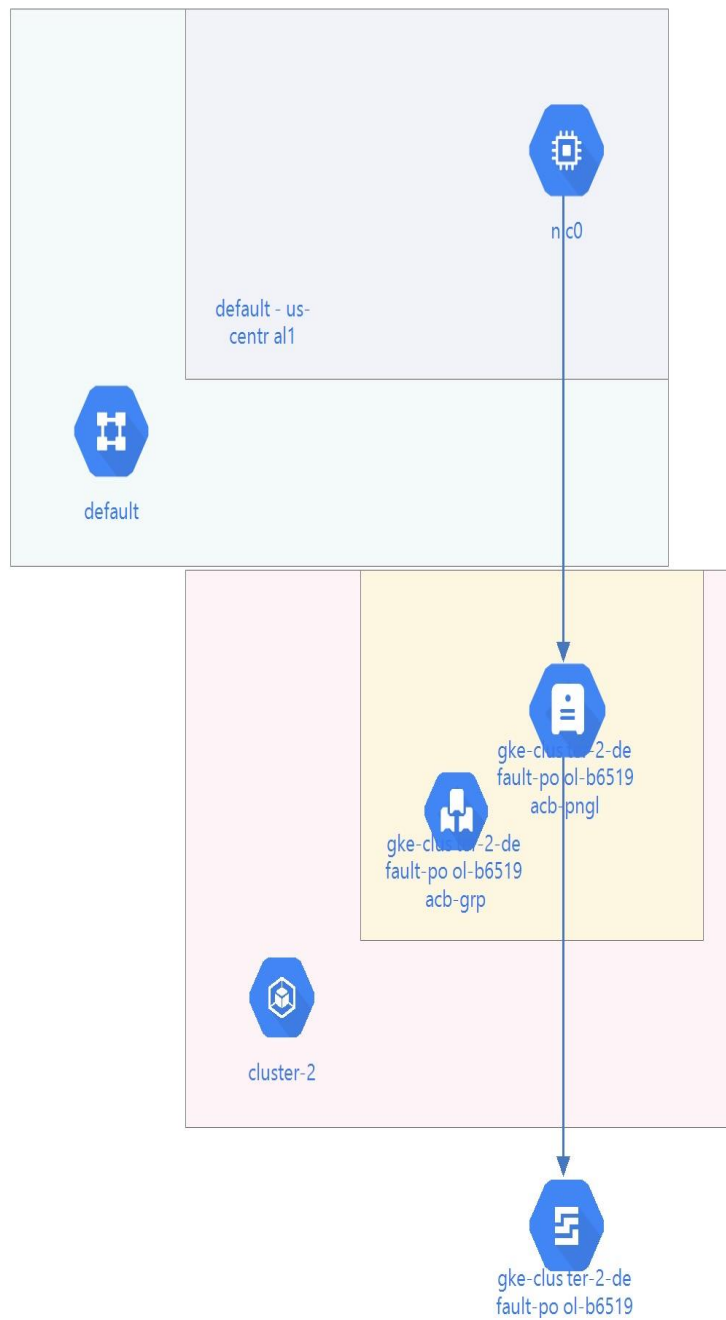 nic0
default - us-
centr al1
default
gke-clus ter-2-de
fault-po ol-b6519
acb-pngl
gke-clus ter-2-de
fault-po ol-b6519
acb-grp
cluster-2
gke-clus ter-2-de
fault-po ol-b6519